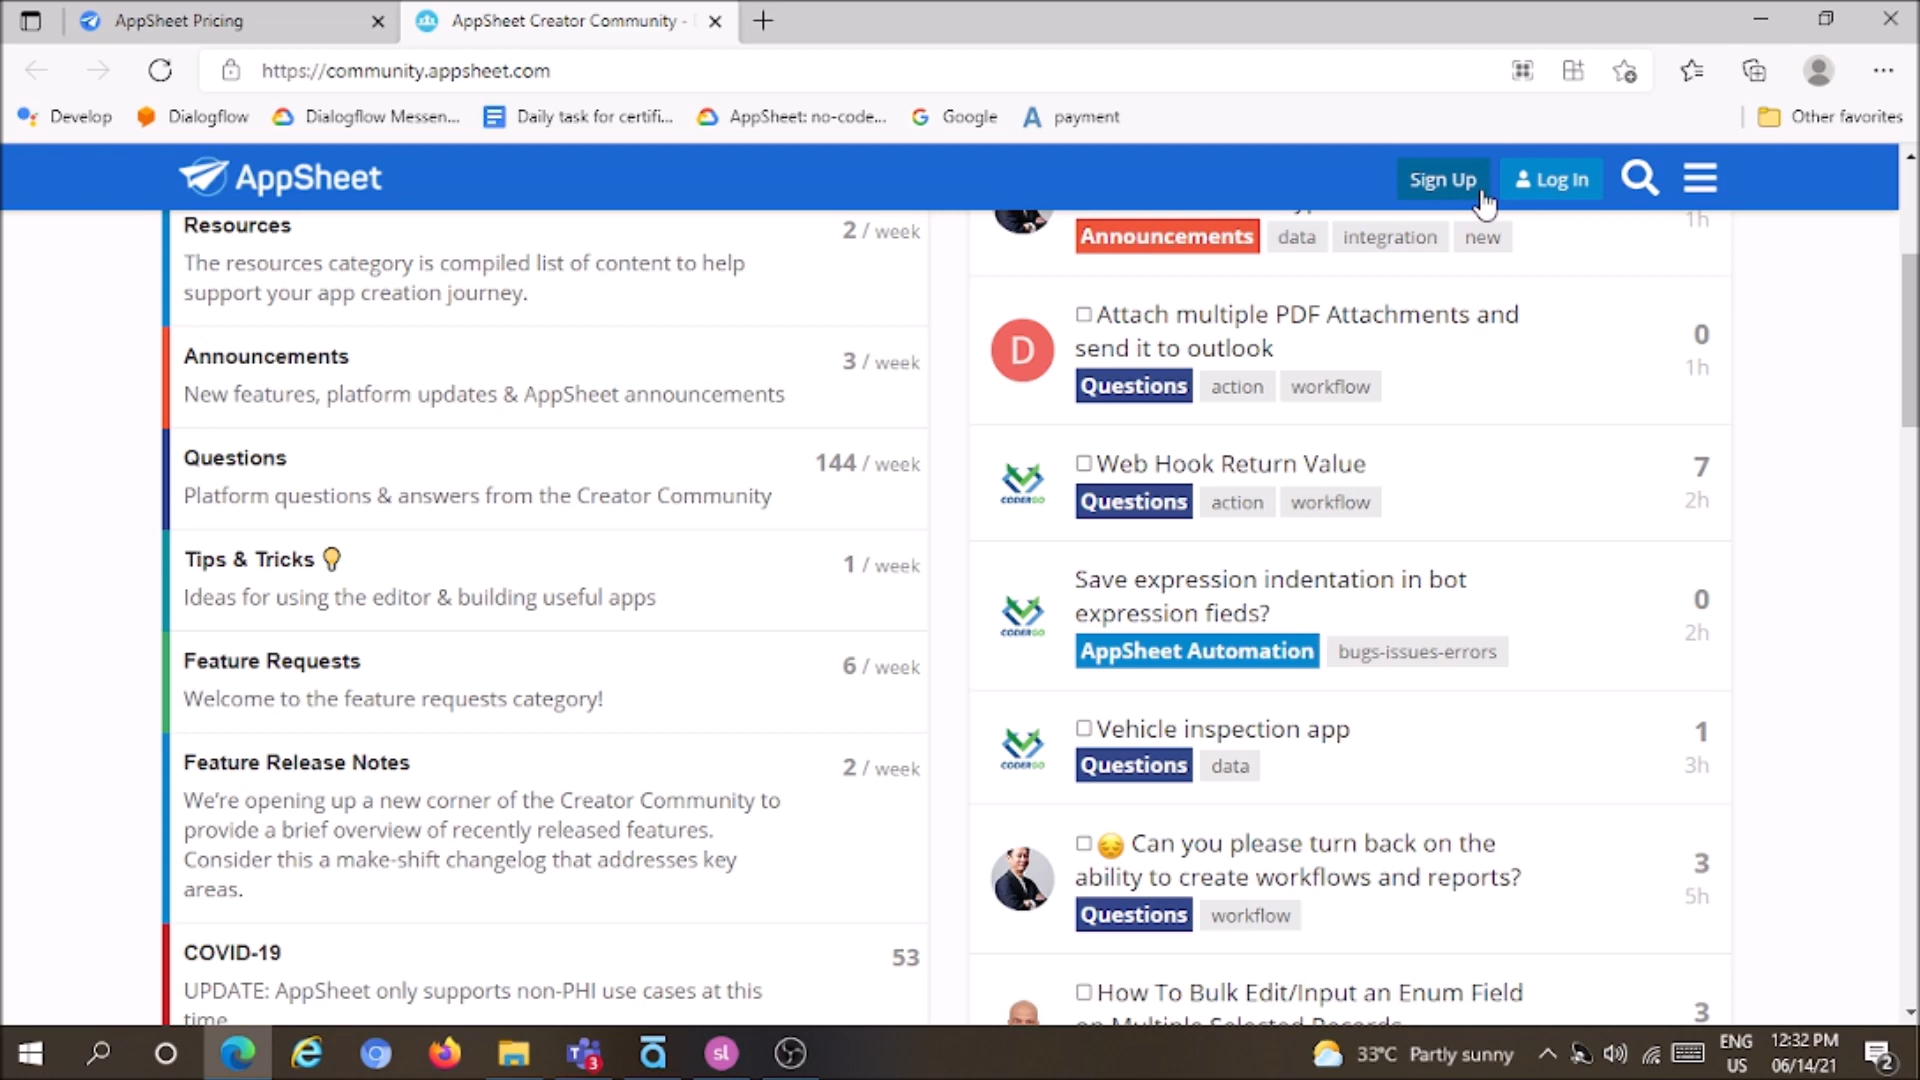 AppSheet Pricing
AppSheet Creator Community -
https://community.appsheet.com
Develop
Dialogflow
Dialogflow Messen...
Daily task for certifi...
AppSheet: no-code...
Google
payment
Other favorites
AppSheet
Sign Up
Log In
Resources
2 / week
The resources category is compiled list of content to help
support your app creation journey.
Announcements
3 / week
New features, platform updates & AppSheet announcements
Questions
144 / week
Platform questions & answers from the Creator Community
Tips & Tricks
1 / week
Ideas for using the editor & building useful apps
Feature Requests
6 / week
Welcome to the feature requests category!
Feature Release Notes
2 / week
We're opening up a new corner of the Creator Community to
provide a brief overview of recently released features.
Consider this a make-shift changelog that addresses key
areas.
COVID-19
53
UPDATE: AppSheet only supports non-PHI use cases at this
time
1h
Announcements data integration new
Attach multiple PDF Attachments and
send it to outlook
0
1h
Questions action workflow
D
Web Hook Return Value
7
2h
Questions action workflow
CODERGO
Save expression indentation in bot
expression fieds?
0
2h
AppSheet Automation bugs-issues-errors
CODERGO
Vehicle inspection app
1
3h
Questions data
CODERGO
Can you please turn back on the
ability to create workflows and reports?
3
5h
Questions workflow
How To Bulk Edit/Input an Enum Field
on Multiple Selected Records
3
3
sl
33°C Partly sunny
ENG
US
12:32 PM
06/14/21
2